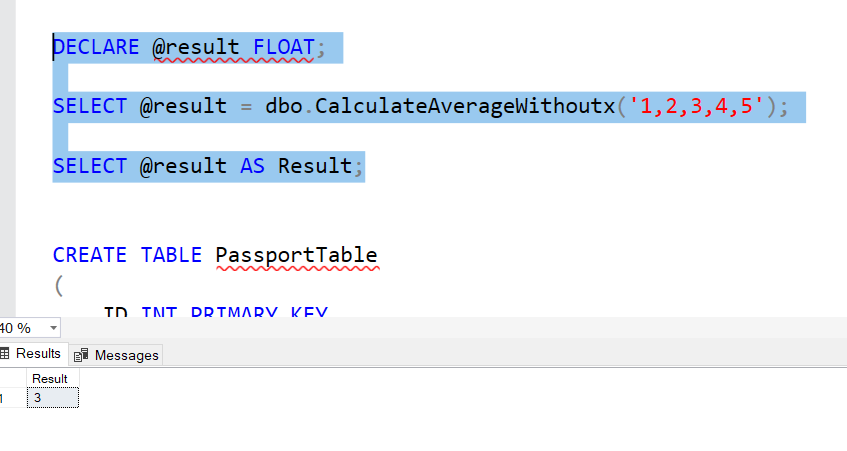 DECLARE @result FLOAT;
SELECT @result = dbo.CalculateAverageWithoutx('1,2,3,4,5');
SELECT @result AS Result;
CREATE TABLE PassportTable
(
ID INT PRIMARY KEY
40 %
Results Messages
Result
1 3